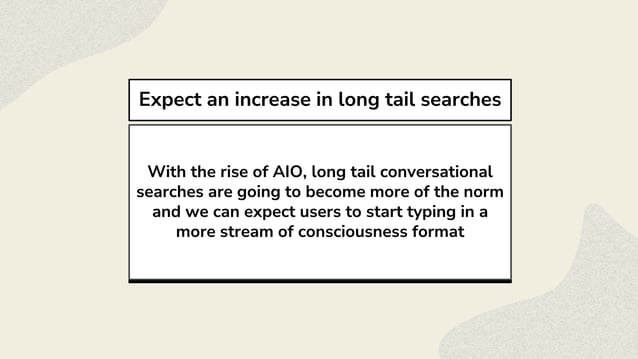 Expect an increase in long tail searches
With the rise of AIO, long tail conversational
searches are going to become more of the norm
and we can expect users to start typing in a
more stream of consciousness format